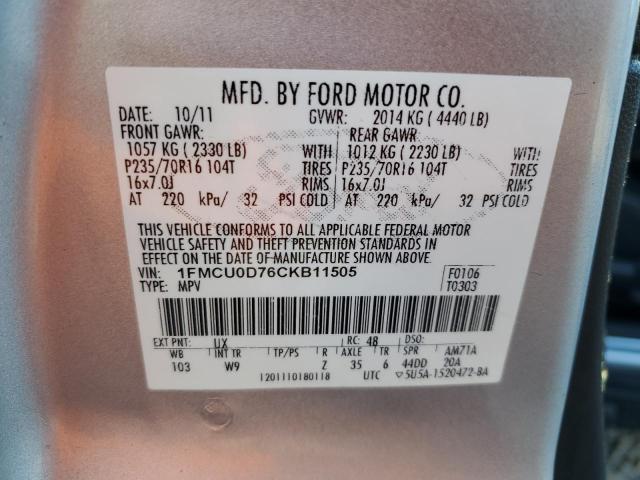 MFD. BY FORD MOTOR CO.
DATE: 10/11 GVWR: 2014 KG ( 4440 LB)
FRONT GAWR: REAR GAWR:
1057 KG ( 2330 LB) WITH 1012 KG ( 2230 LB) WITH
P235/70R16 104T TIRES P235/70R16 104T TIRES
16x7.0J RIMS 16x7.0J RIMS
AT 220 kPa/ 32 PSI COLD AT 220 kPa/ 32 PSI COLD
THIS VEHICLE CONFORMS TO ALL APPLICABLE FEDERAL MOTOR
VEHICLE SAFETY AND THEFT PREVENTION STANDARDS IN
EFFECT ON THE DATE OF MANUFACTURE SHOWN ABOVE.
VIN: 1FMCU0D76CKB11505 F0106
TYPE: MPV T0303
EXT PNT: UX RC: 48 DSO:
WB INT TR TP/PS R AXLE TR SPR AM71A
103 W9 Z 35 6 44DD 20A
1201110180118 UTC ▽5U5A-1520472-BA